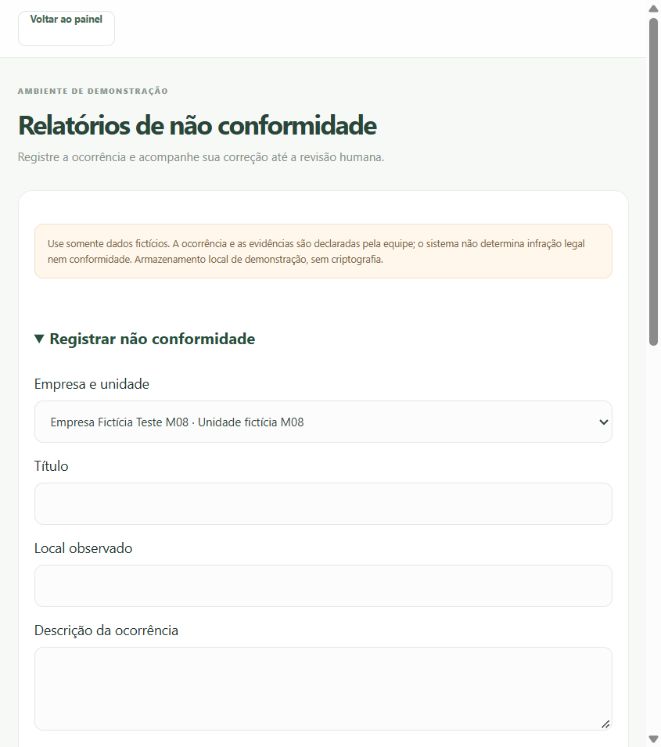 Voltar ao painel
AMBIENTE DE DEMONSTRAÇÃO
Relatórios de não conformidade
Registre a ocorrência e acompanhe sua correção até a revisão humana.
Use somente dados fictícios. A ocorrência e as evidências são declaradas pela equipe; o sistema não determina infração legal
nem conformidade. Armazenamento local de demonstração, sem criptografia.
▼ Registrar não conformidade
Empresa e unidade
Empresa Fictícia Teste M08 · Unidade fictícia M08
Título
Local observado
Descrição da ocorrência